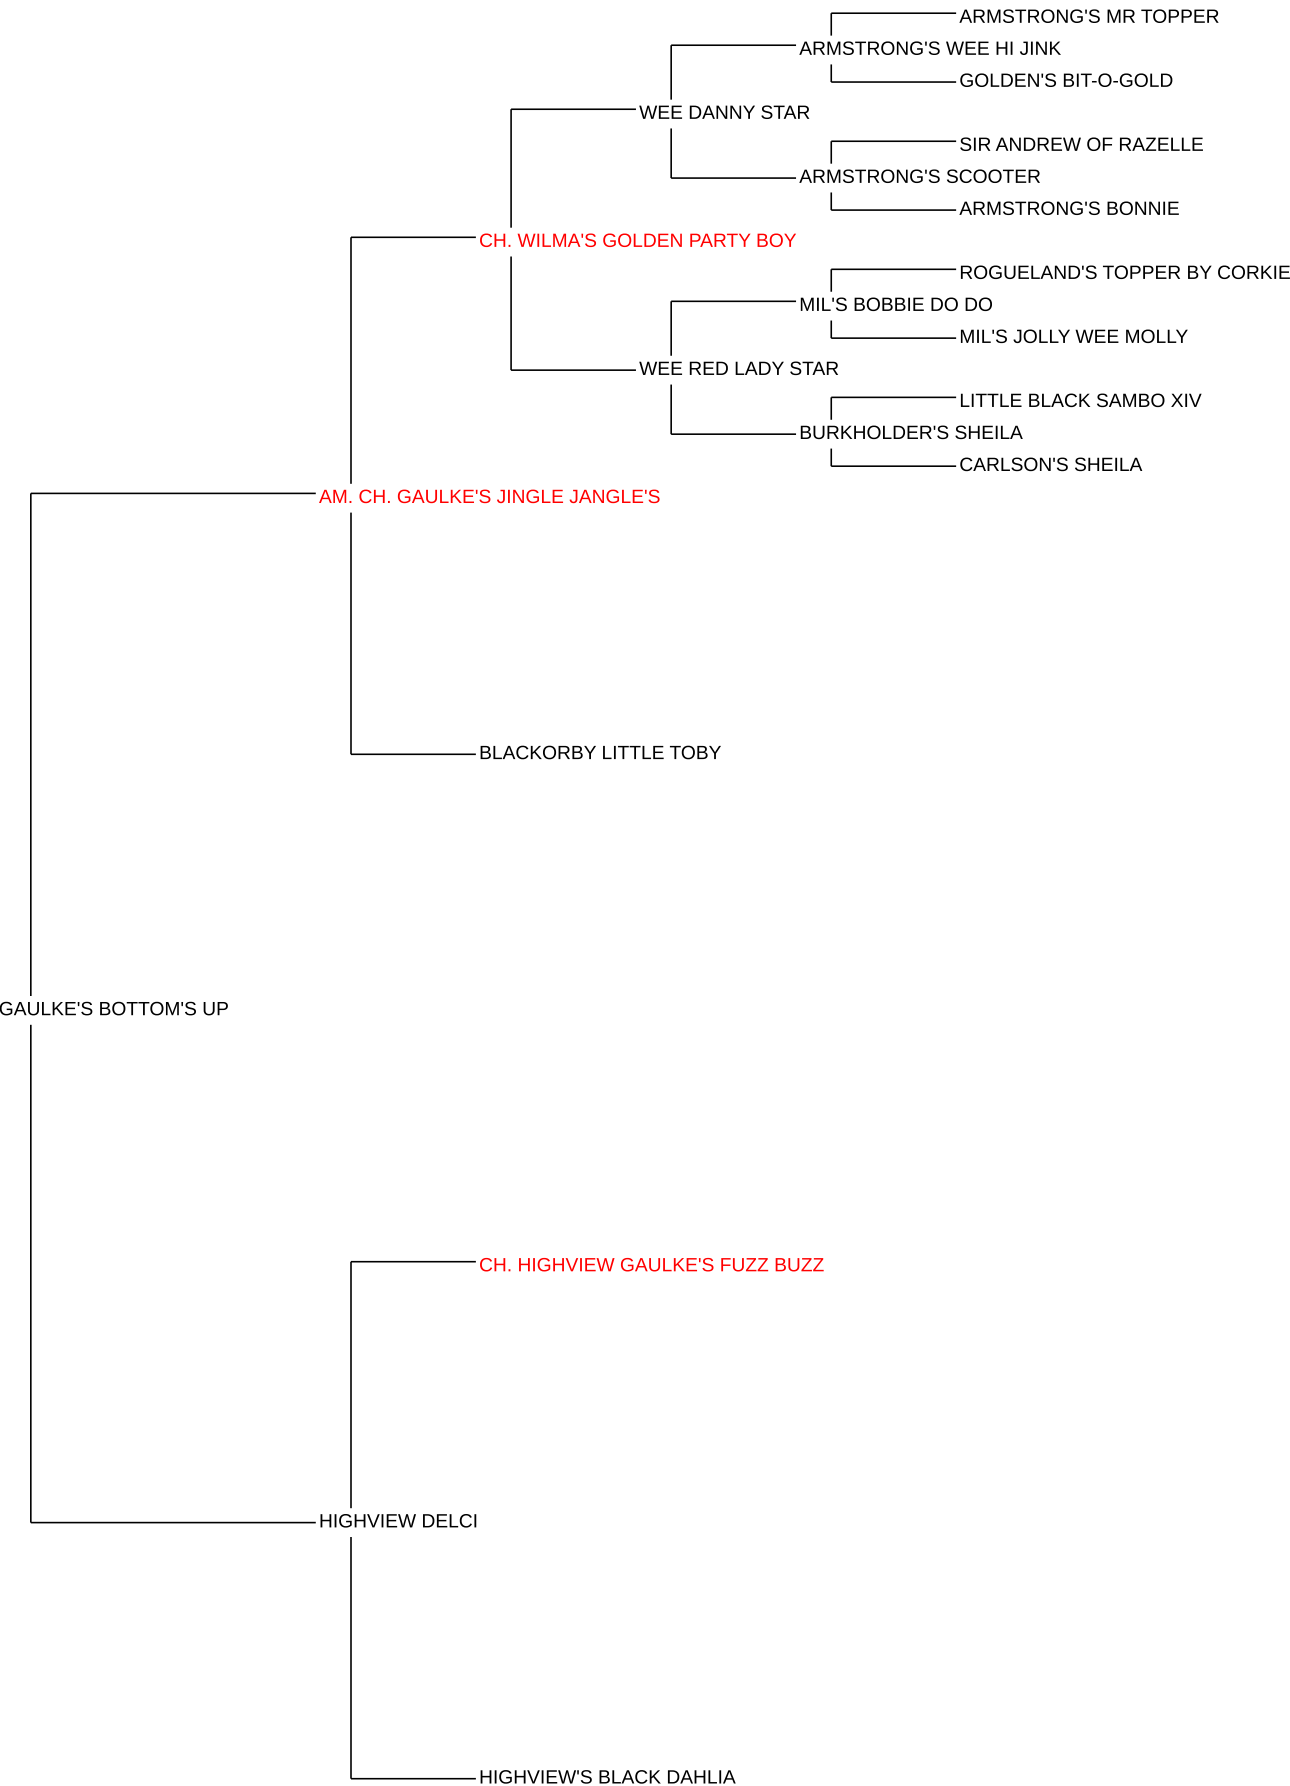 ARMSTRONG'S MR TOPPER
ARMSTRONG'S WEE HI JINK
GOLDEN'S BIT-O-GOLD
WEE DANNY STAR
SIR ANDREW OF RAZELLE
ARMSTRONG'S SCOOTER
ARMSTRONG'S BONNIE
CH. WILMA'S GOLDEN PARTY BOY
ROGUELAND'S TOPPER BY CORKIE
MIL'S BOBBIE DO DO
MIL'S JOLLY WEE MOLLY
WEE RED LADY STAR
LITTLE BLACK SAMBO XIV
BURKHOLDER'S SHEILA
CARLSON'S SHEILA
AM. CH. GAULKE'S JINGLE JANGLE'S
BLACKORBY LITTLE TOBY
GAULKE'S BOTTOM'S UP
CH. HIGHVIEW GAULKE'S FUZZ BUZZ
HIGHVIEW DELCI
HIGHVIEW'S BLACK DAHLIA